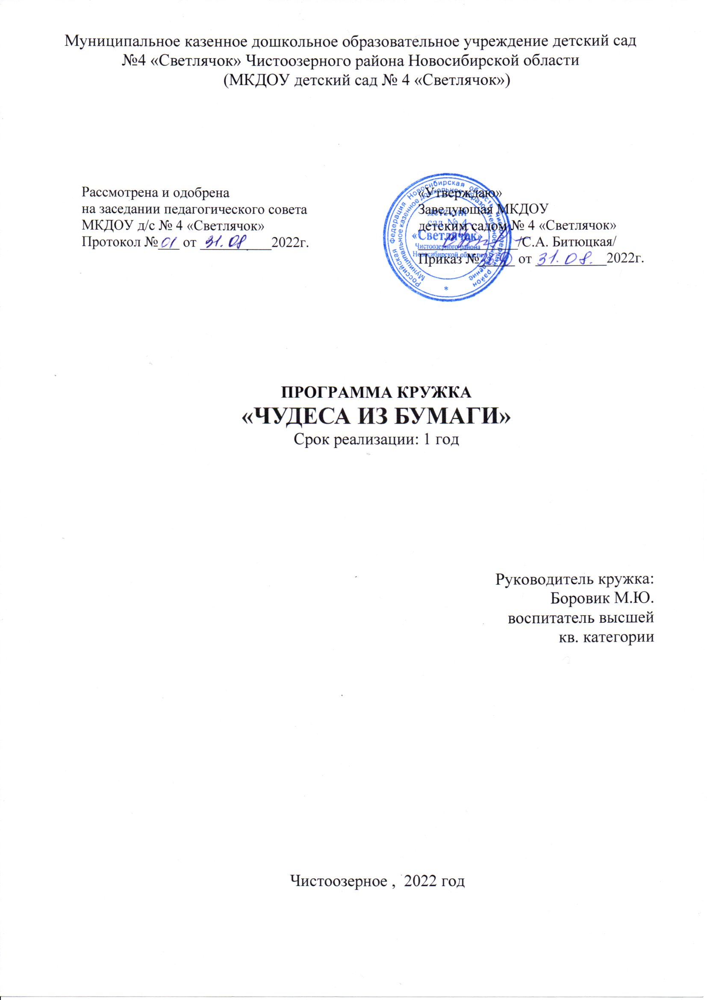 Муниципальное казенное дошкольное образовательное учреждение детский сад
№4 «Светлячок» Чистоозерного района Новосибирской области
(МКДОУ детский сад № 4 «Светлячок»)
Рассмотрена и одобрена
на заседании педагогического совета
МКДОУ д/с № 4 «Светлячок»
Протокол №01 от 31.08 2022г.
«Утверждаю»
Заведующая МКДОУ
детским садом № 4 «Светлячок»
/С.А. Битюцкая/
Приказ № от 31.08. 2022г.
Российская Федерация Новосибирская область Чистоозерный район
Муниципальное казенное дошкольное образовательное учреждение
детский
сад № 4
«Светлячок»
Чистоозерного района
Новосибирской области
ПРОГРАММА КРУЖКА
«ЧУДЕСА ИЗ БУМАГИ»
Срок реализации: 1 год
Руководитель кружка:
Боровик М.Ю.
воспитатель высшей
кв. категории
Чистоозерное , 2022 год